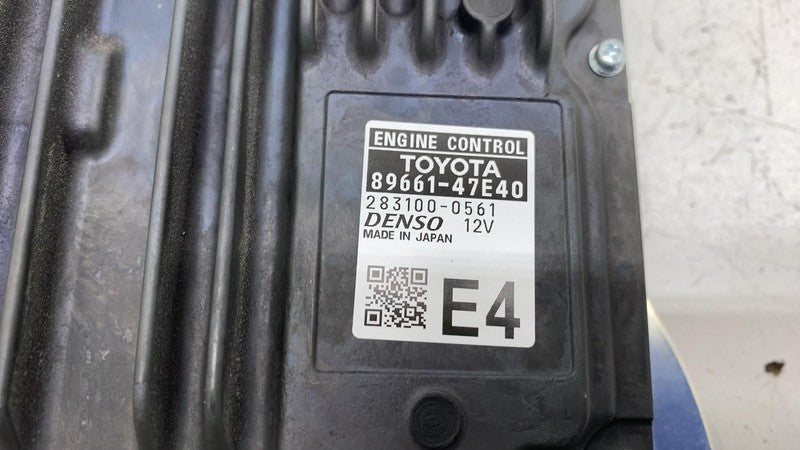 ENGINE CONTROL
TOYOTA
89661-47E40
283100-0561
DENSO 12V
MADE IN JAPAN
E4